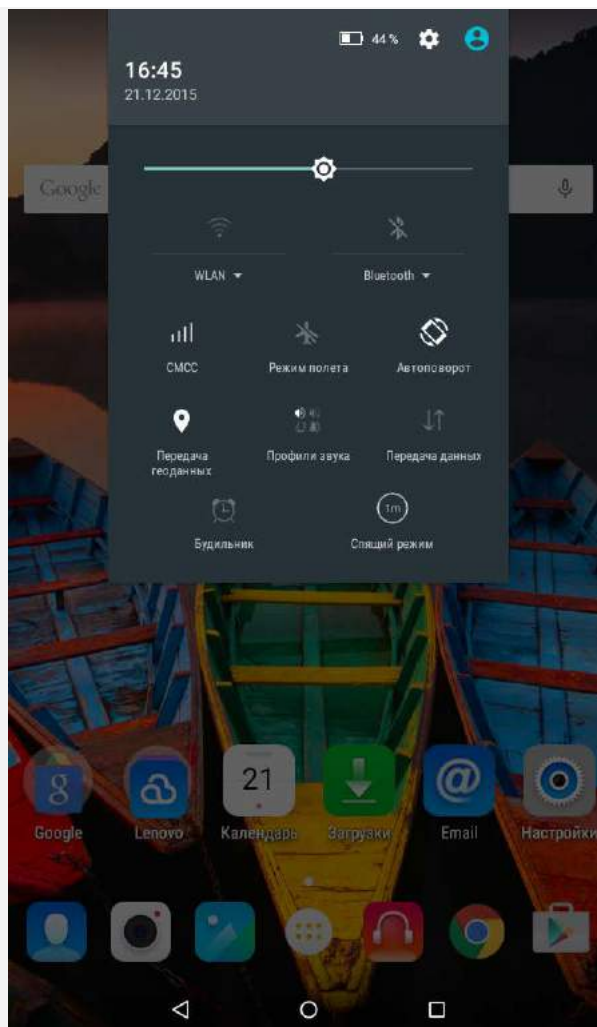 44%
16:45
21.12.2015
Google
WLAN
Bluetooth
CMCC
Режим полета
Автоповорот
Передача
геоданных
Профили звука
Передача данных
1m
Будильник
Спящий режим
21
Google
Lenovo
Календарь
Загрузки
Email
Настройки